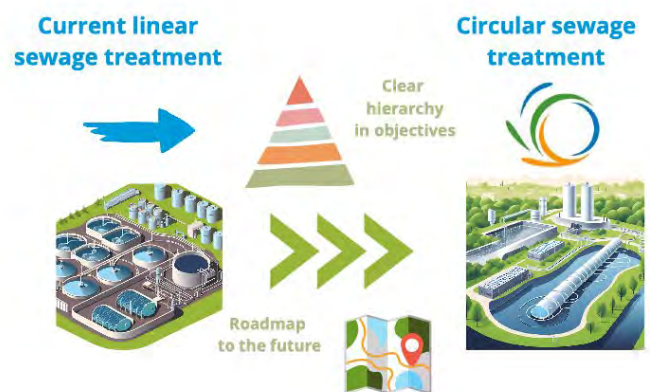 Current linear
sewage treatment
Circular sewage
treatment
Clear
hierarchy
in objectives
Roadmap
to the future